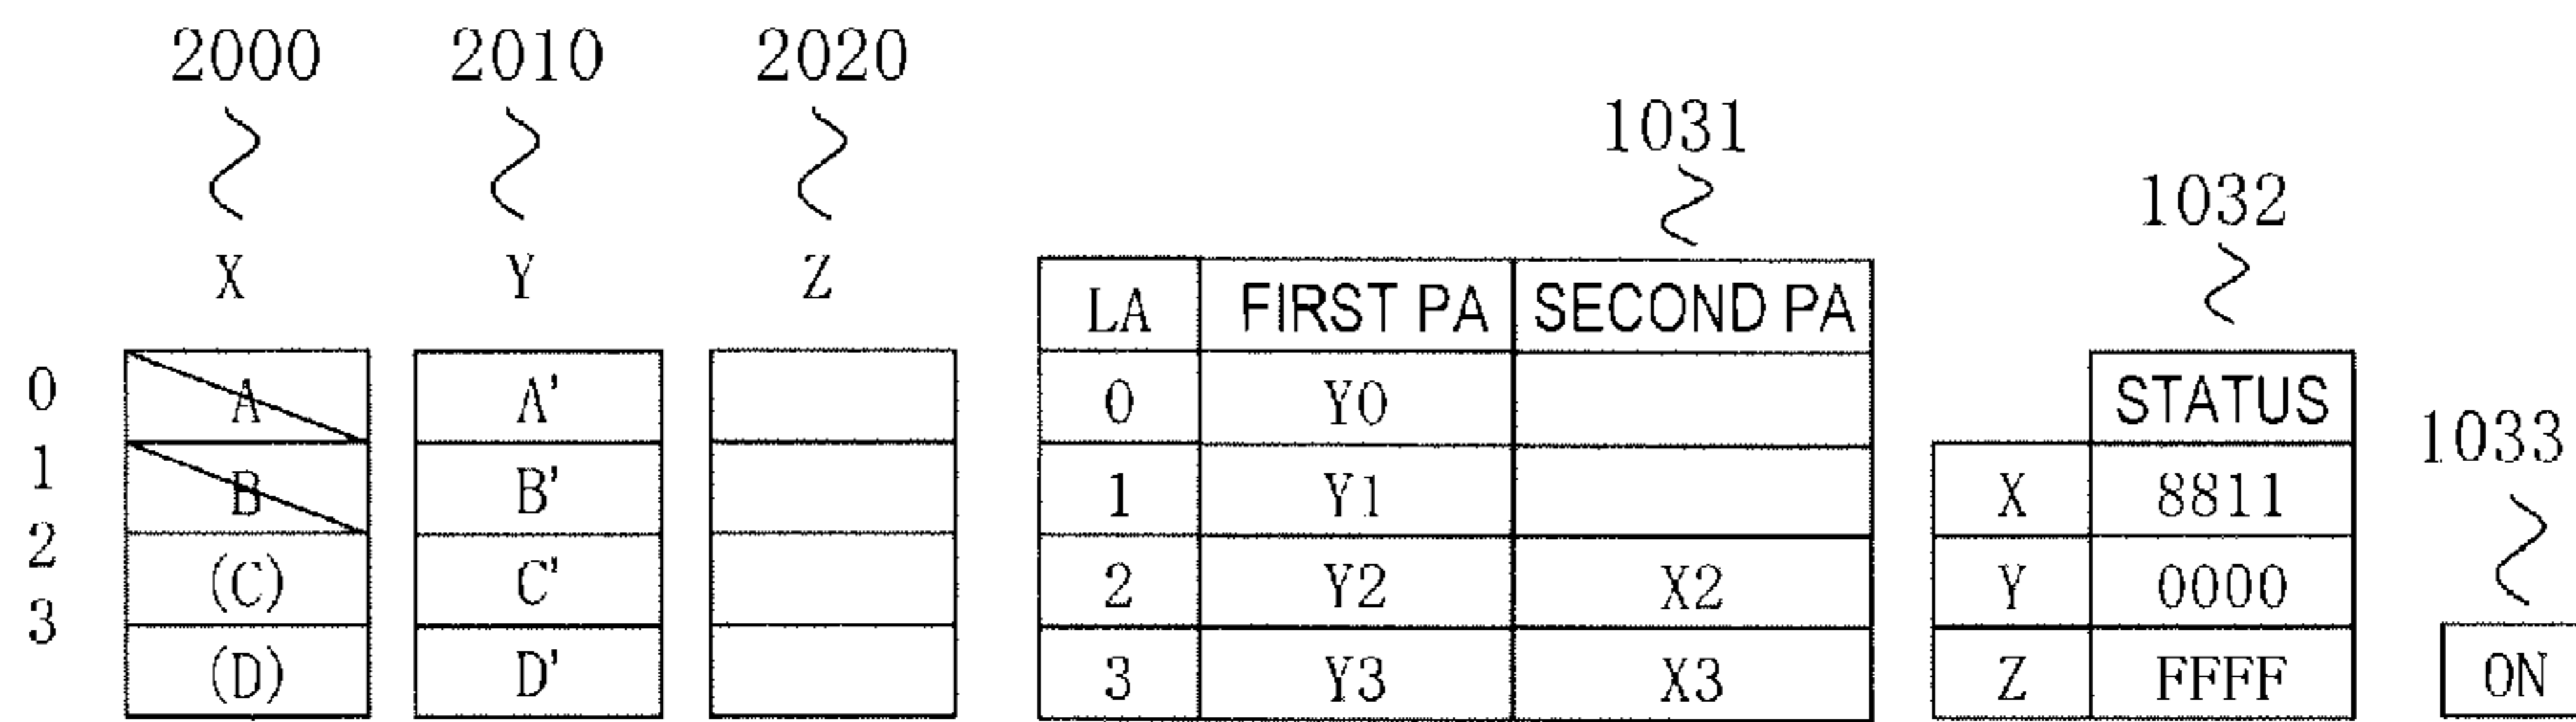 2000 2010 2020
1031
1032
X Y Z
LA FIRST PA SECOND PA
0 A A' 0 Y0 STATUS
1033
1 B B' 1 Y1 X 8811
2 (C) C' 2 Y2 X2 Y 0000
3 (D) D' 3 Y3 X3 Z FFFF ON